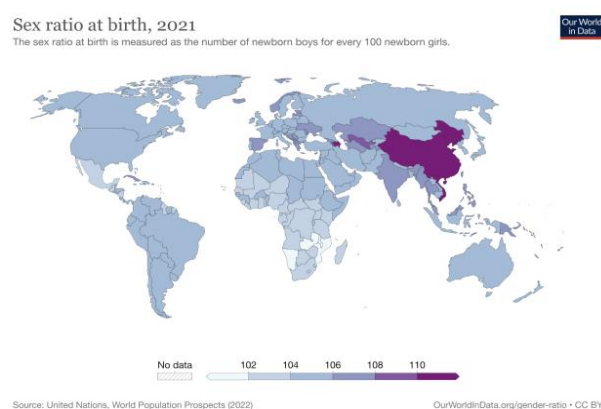 Sex ratio at birth, 2021
The sex ratio at birth is measured as the number of newborn boys for every 100 newborn girls.
Our World
in Data
No data
102
104
106
108
110
Source: United Nations, World Population Prospects (2022)
OurWorldInData.org/gender-ratio • CC BY